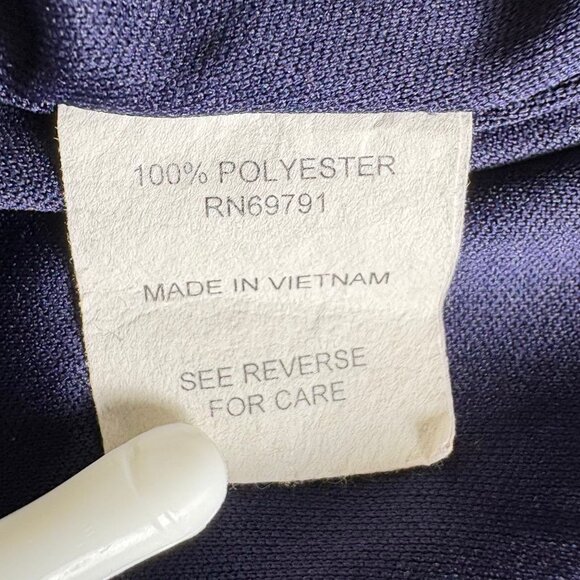 100% POLYESTER
RN69791
MADE IN VIETNAM
SEE REVERSE
FOR CARE